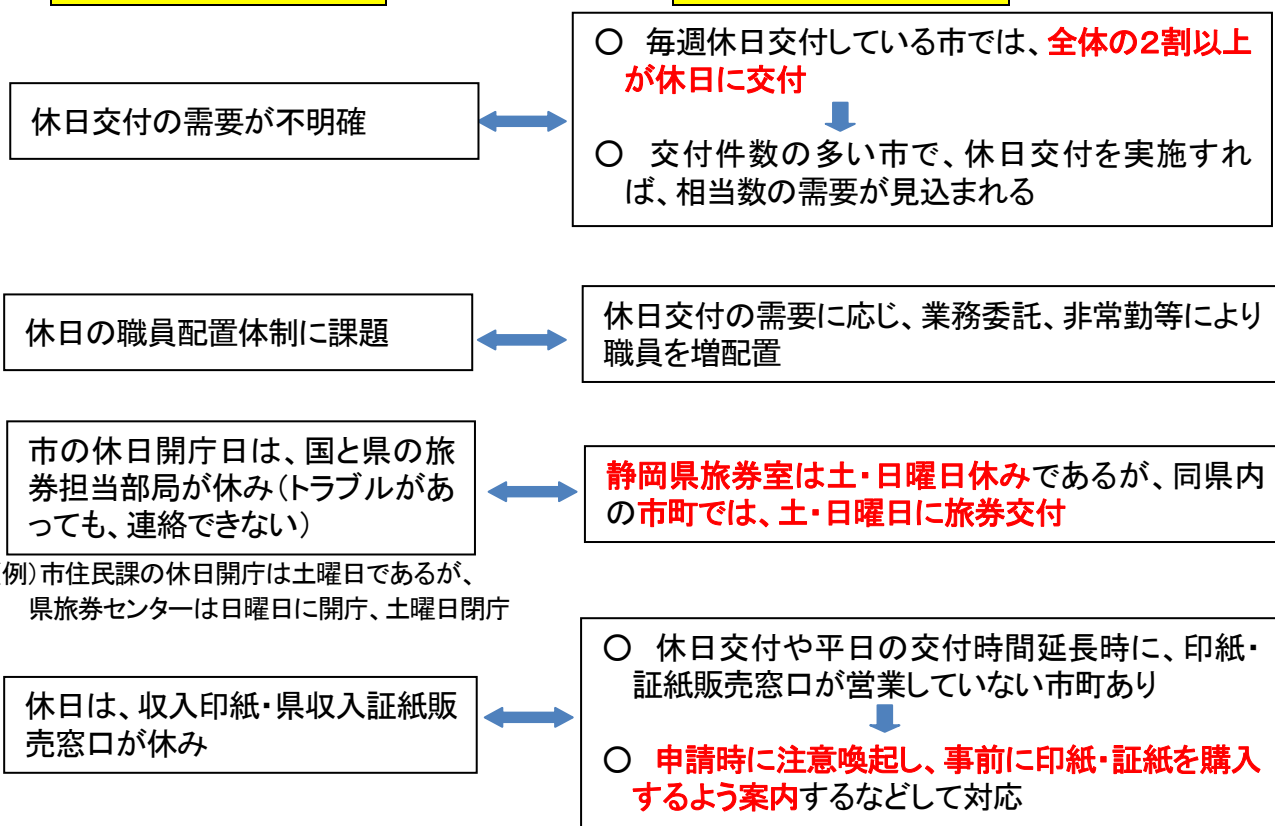 休日交付の需要が不明確
○ 毎週休日交付している市では、全体の2割以上
が休日に交付
○ 交付件数の多い市で、休日交付を実施すれ
ば、相当数の需要が見込まれる
休日の職員配置体制に課題
休日交付の需要に応じ、業務委託、非常勤等により
職員を増配置
市の休日開庁日は、国と県の旅
券担当部局が休み(トラブルがあ
っても、連絡できない)
例)市住民課の休日開庁は土曜日であるが、
県旅券センターは日曜日に開庁、土曜日閉庁
静岡県旅券室は土・日曜日休みであるが、同県内
の市町では、土・日曜日に旅券交付
休日は、収入印紙・県収入証紙販
売窓口が休み
○ 休日交付や平日の交付時間延長時に、印紙・
証紙販売窓口が営業していない市町あり
○ 申請時に注意喚起し、事前に印紙・証紙を購入
するよう案内するなどして対応